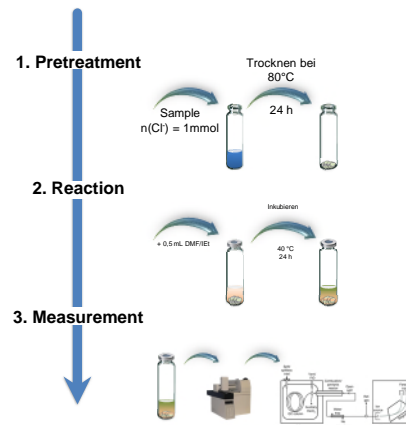 1. Pretreatment
Trocknen bei
80°C
Sample
n(Cl⁻) = 1mmol
24 h
2. Reaction
Inkubieren
+ 0,5 mL DMF/IEt
40 °C
24 h
3. Measurement